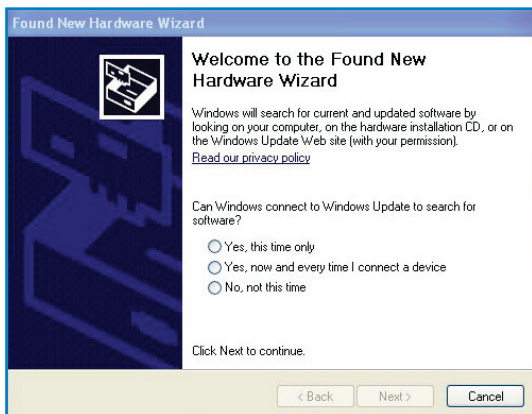 Found New Hardware Wizard
Welcome to the Found New
Hardware Wizard
Windows will search for current and updated software by
looking on your computer, on the hardware installation CD, or on
the Windows Update Web site (with your permission).
Read our privacy policy
Can Windows connect to Windows Update to search for
software?
Yes, this time only
Yes, now and every time I connect a device
No, not this time
Click Next to continue.
< Back Next > Cancel